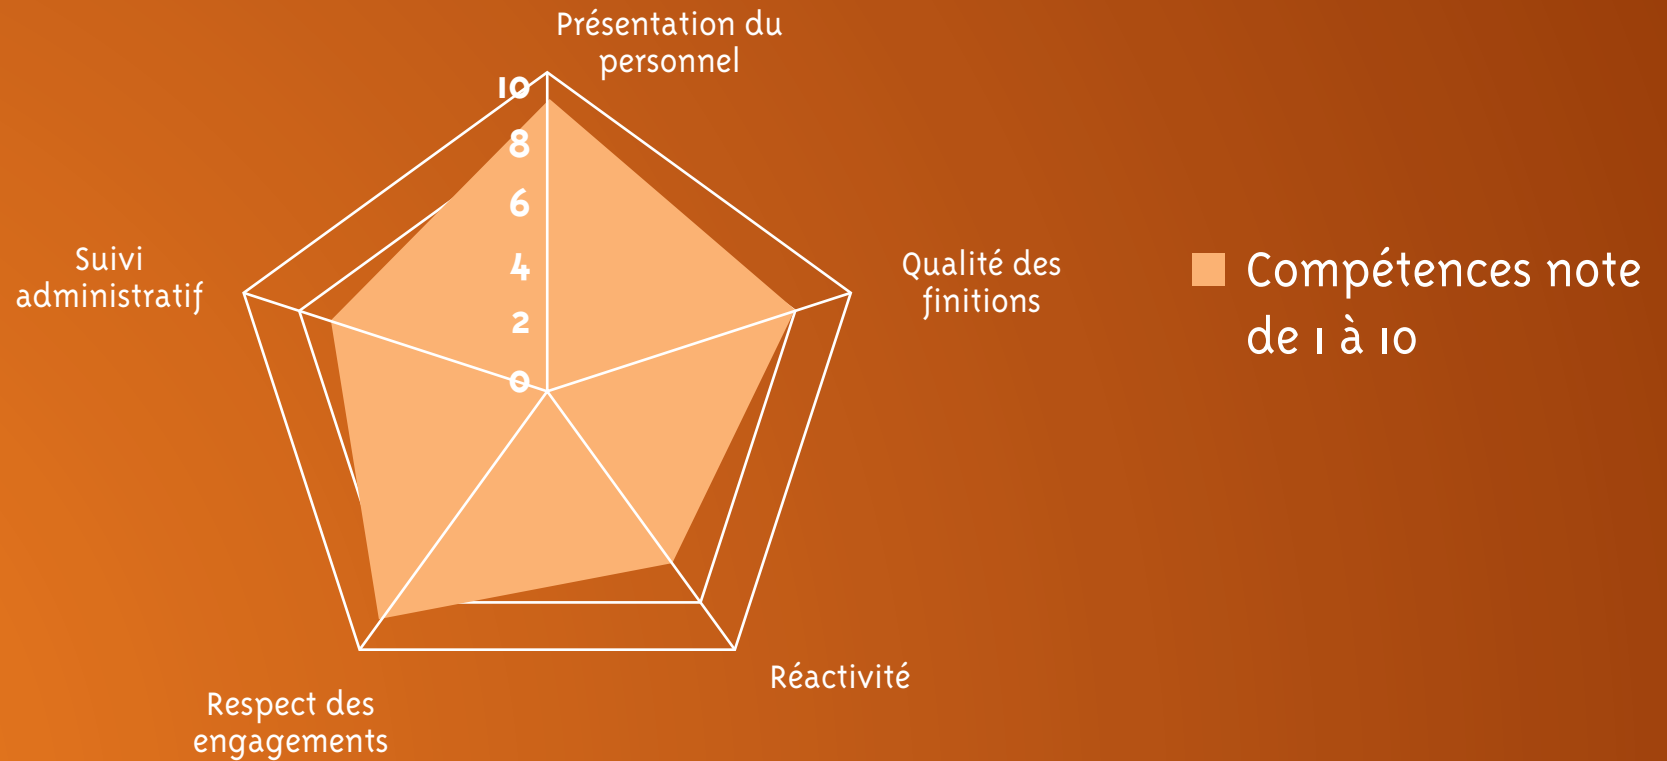 Présentation du
personnel
10
8
6
4
2
0
Suivi
administratif
Qualité des
finitions
Compétences note
de 1 à 10
Réactivité
Respect des
engagements